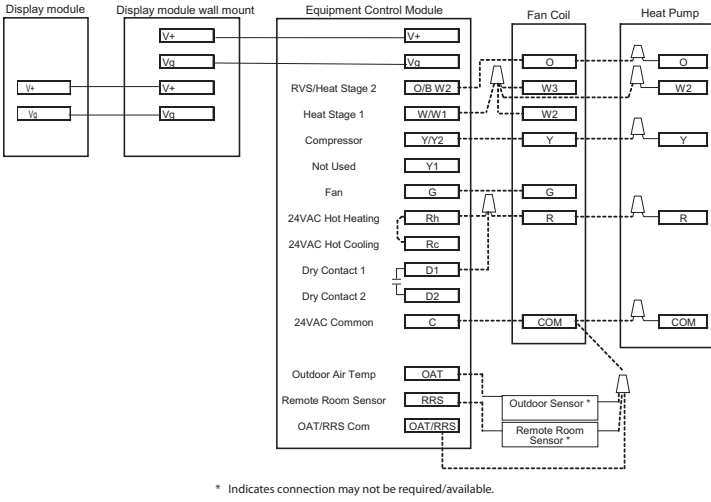 Display module
Display module wall mount
Equipment Control Module
Fan Coil
Heat Pump
V+
V+
Vg
Vg
O
O
V+
V+
RVS/Heat Stage 2
O/B W2
W3
W2
Vg
Vg
Heat Stage 1
W/W1
W2
Compressor
Y/Y2
Y
Y
Not Used
Y1
Fan
G
G
24VAC Hot Heating
Rh
R
R
24VAC Hot Cooling
Rc
Dry Contact 1
D1
Dry Contact 2
D2
24VAC Common
C
COM
COM
Outdoor Air Temp
OAT
Remote Room Sensor
RRS
Outdoor Sensor *
OAT/RRS Com
OAT/RRS
Remote Room
Sensor *
* Indicates connection may not be required/available.